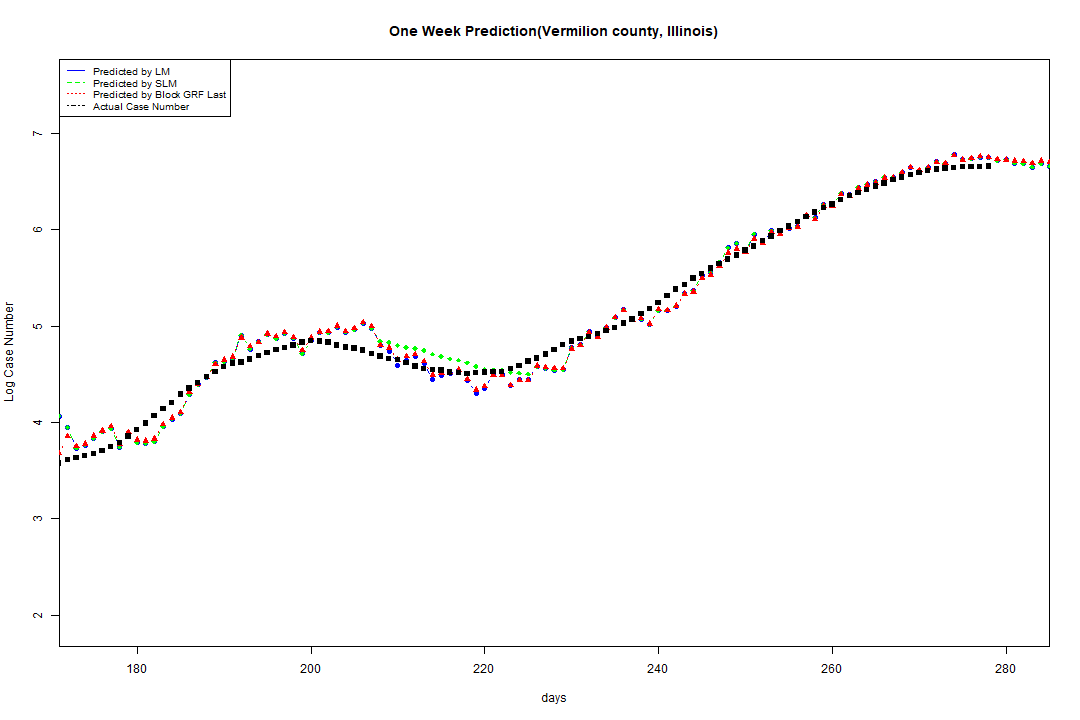 One Week Prediction(Vermilion county, Illinois)
Predicted by LM
Predicted by SLM
Predicted by Block GRF Last
Actual Case Number
Log Case Number
7
6
5
4
3
2
180 200 220 240 260 280
days